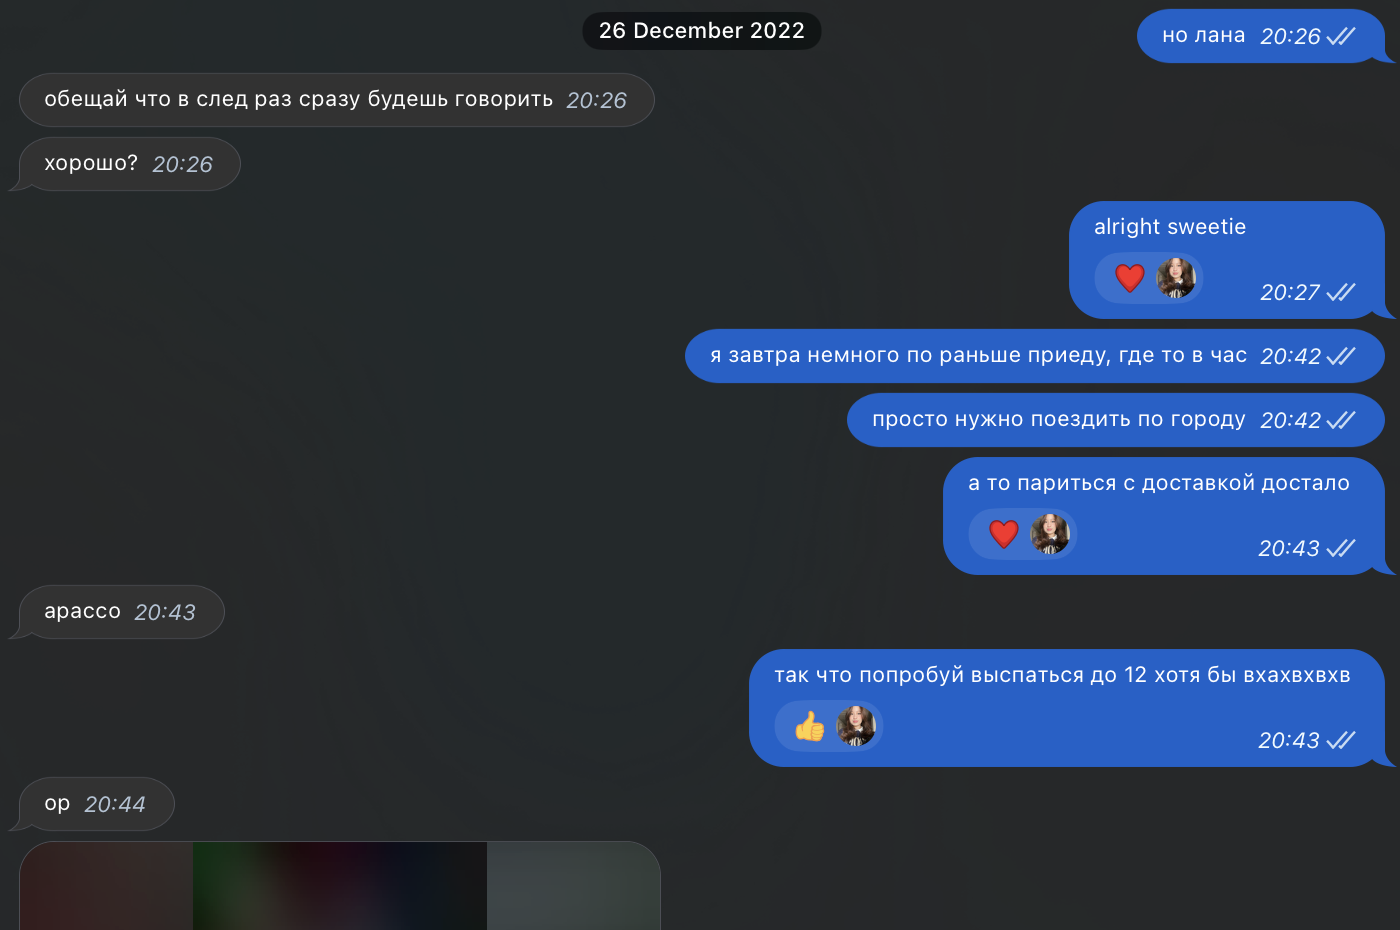 26 December 2022
но лана 20:26
обещай что в след раз сразу будешь говорить 20:26
хорошо? 20:26
alright sweetie
20:27
я завтра немного по раньше приеду, где то в час 20:42
просто нужно поездить по городу 20:42
а то париться с доставкой достало
20:43
арассо 20:43
так что попробуй выспаться до 12 хотя бы вхахвхвхв
20:43
ор 20:44